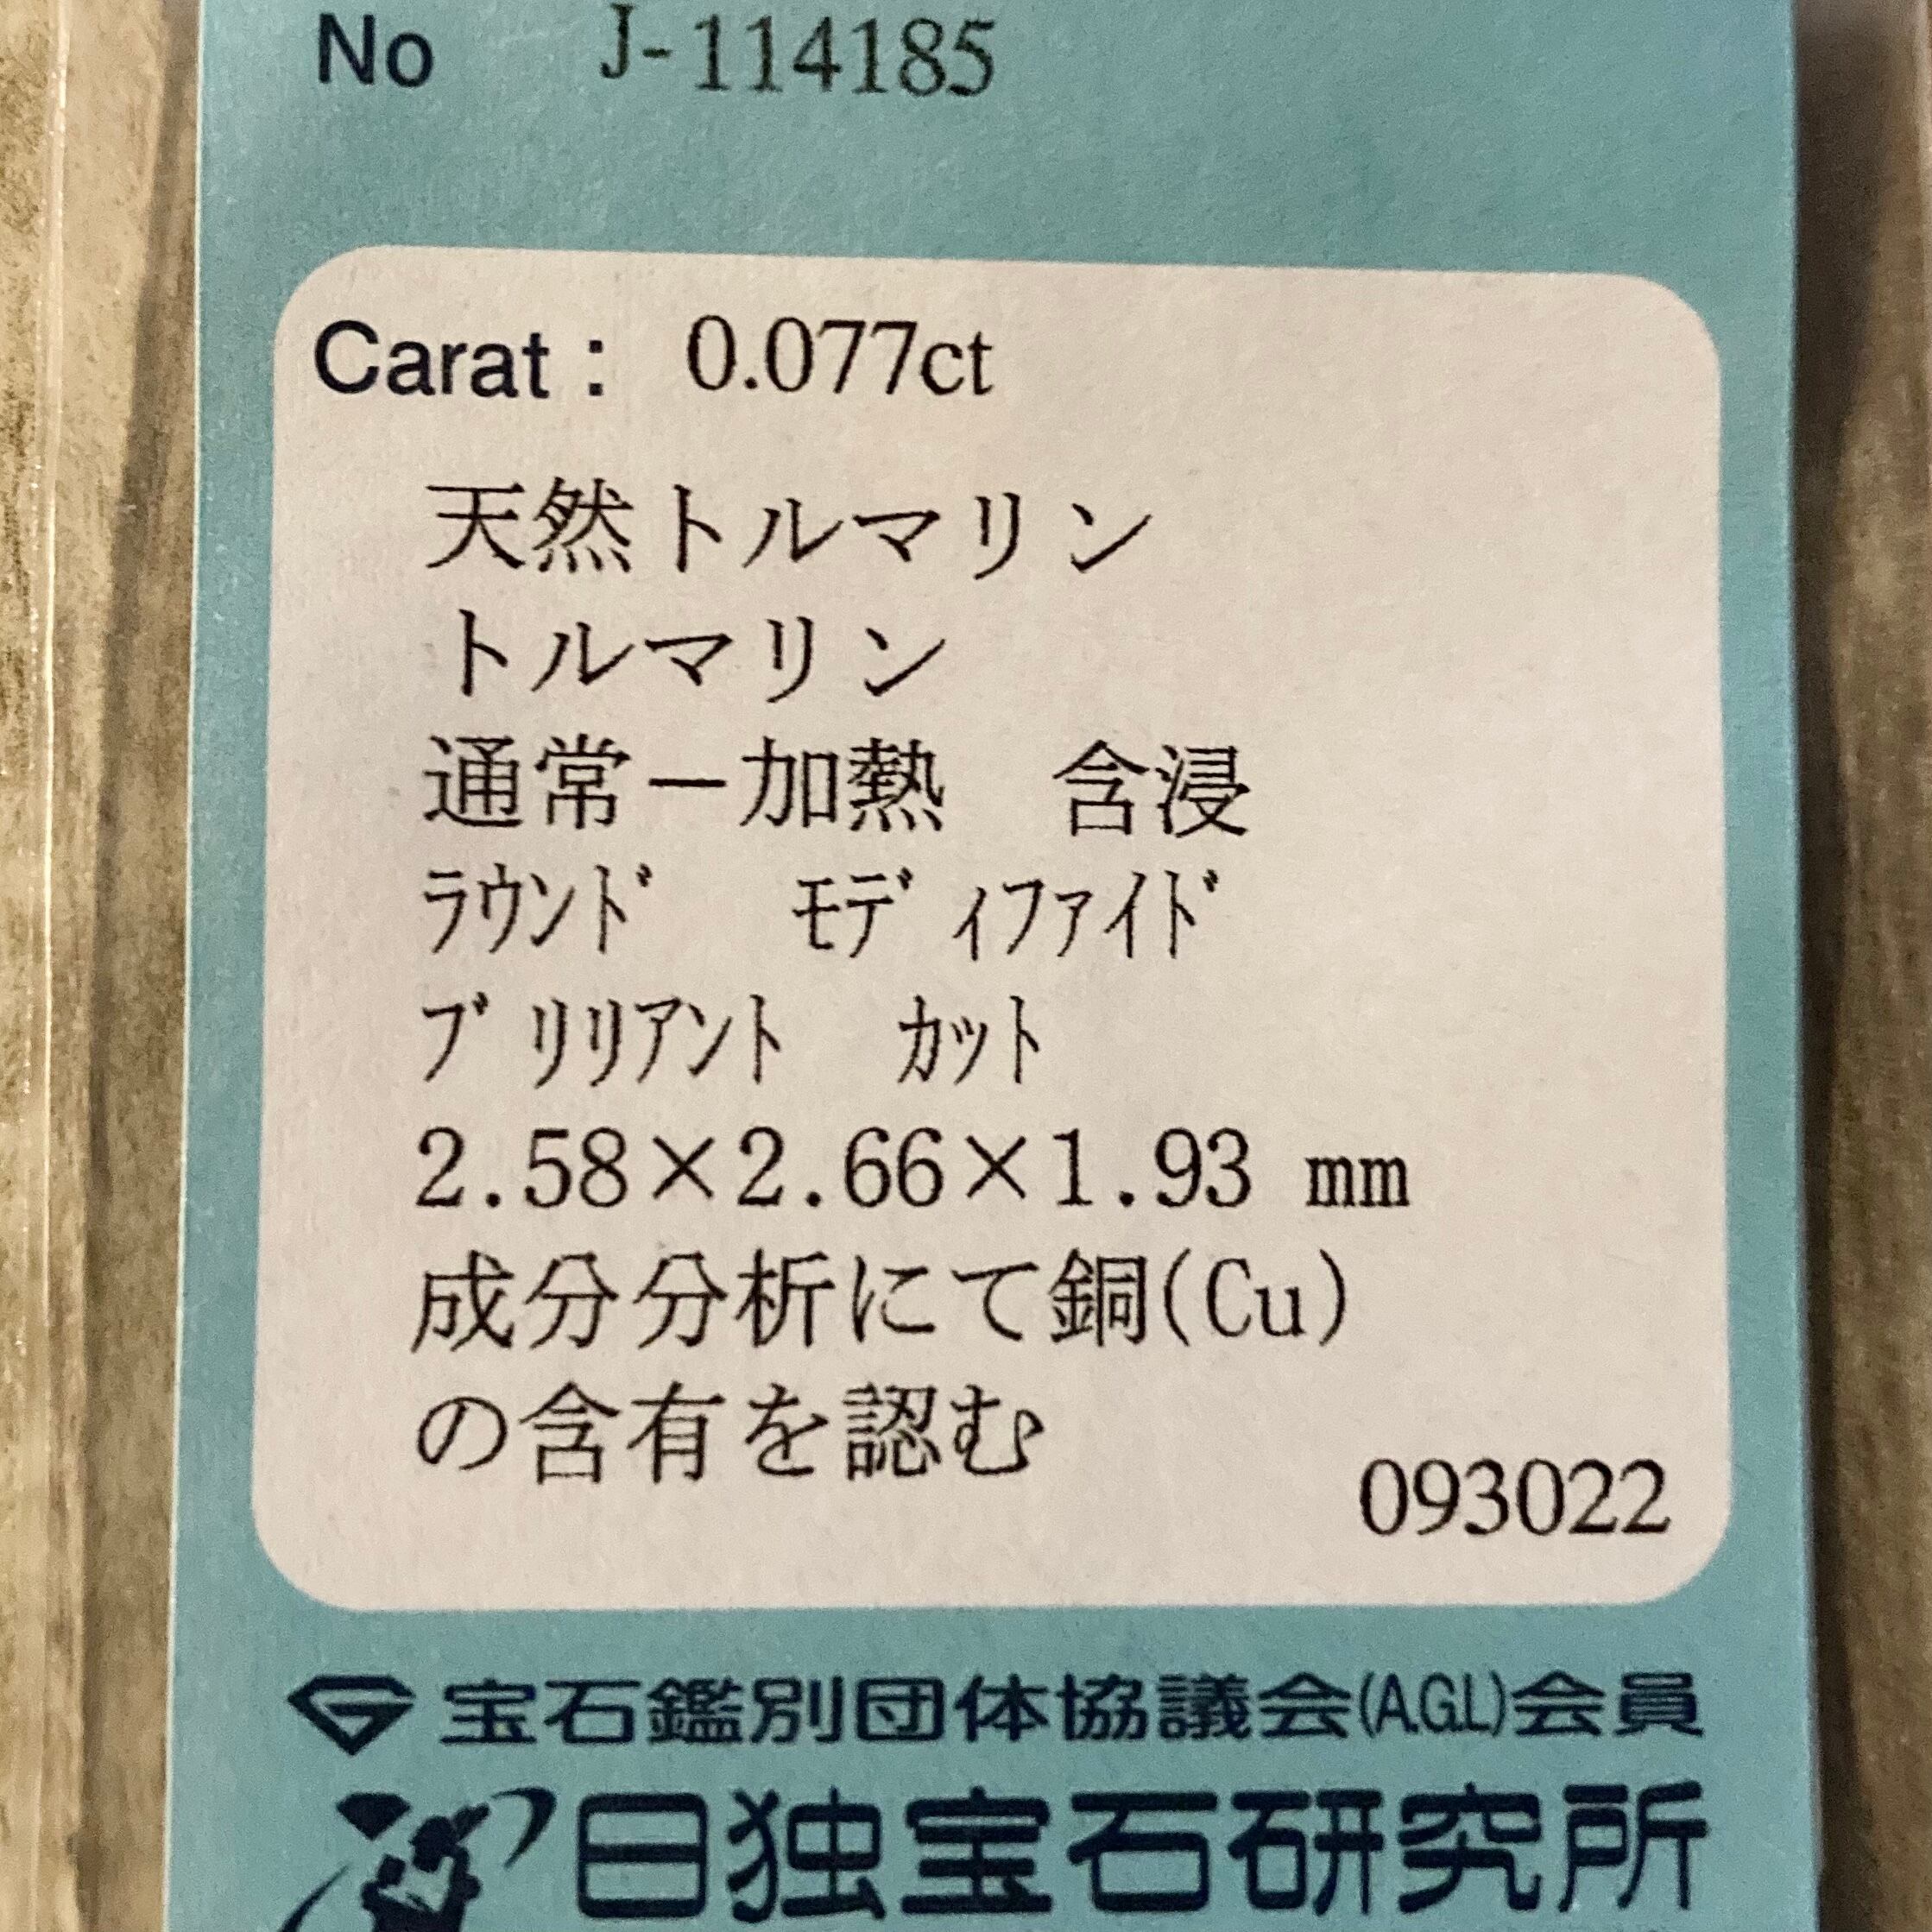 No J-114185
Carat : 0.077ct
天然トルマリン
トルマリン
通常－加熱　含浸
ﾗｳﾝﾄﾞ ﾓﾃﾞｨﾌｧｲﾄﾞ
ﾌﾞﾘﾘｱﾝﾄ ｶｯﾄ
2.58×2.66×1.93 mm
成分分析にて銅(Cu)
の含有を認む
093022
宝石鑑別団体協議会(A.G.L)会員
日独宝石研究所